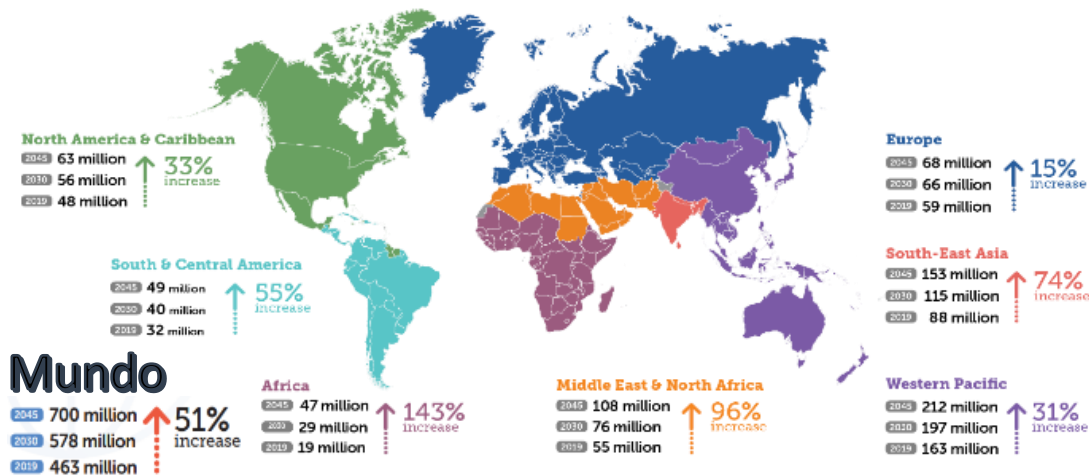 North America & Caribbean
2045 63 million
2030 56 million
2019 48 million
33%
increase
South & Central America
2045 49 million
2030 40 million
2019 32 million
55%
increase
Mundo
2045 700 million
2030 578 million
2019 463 million
51%
increase
Africa
2045 47 million
2030 29 million
2019 19 million
143%
increase
Middle East & North Africa
2045 108 million
2030 76 million
2019 55 million
96%
increase
Europe
2045 68 million
2030 66 million
2019 59 million
15%
increase
South-East Asia
2045 153 million
2030 115 million
2019 88 million
74%
increase
Western Pacific
2045 212 million
2030 197 million
2019 163 million
31%
increase